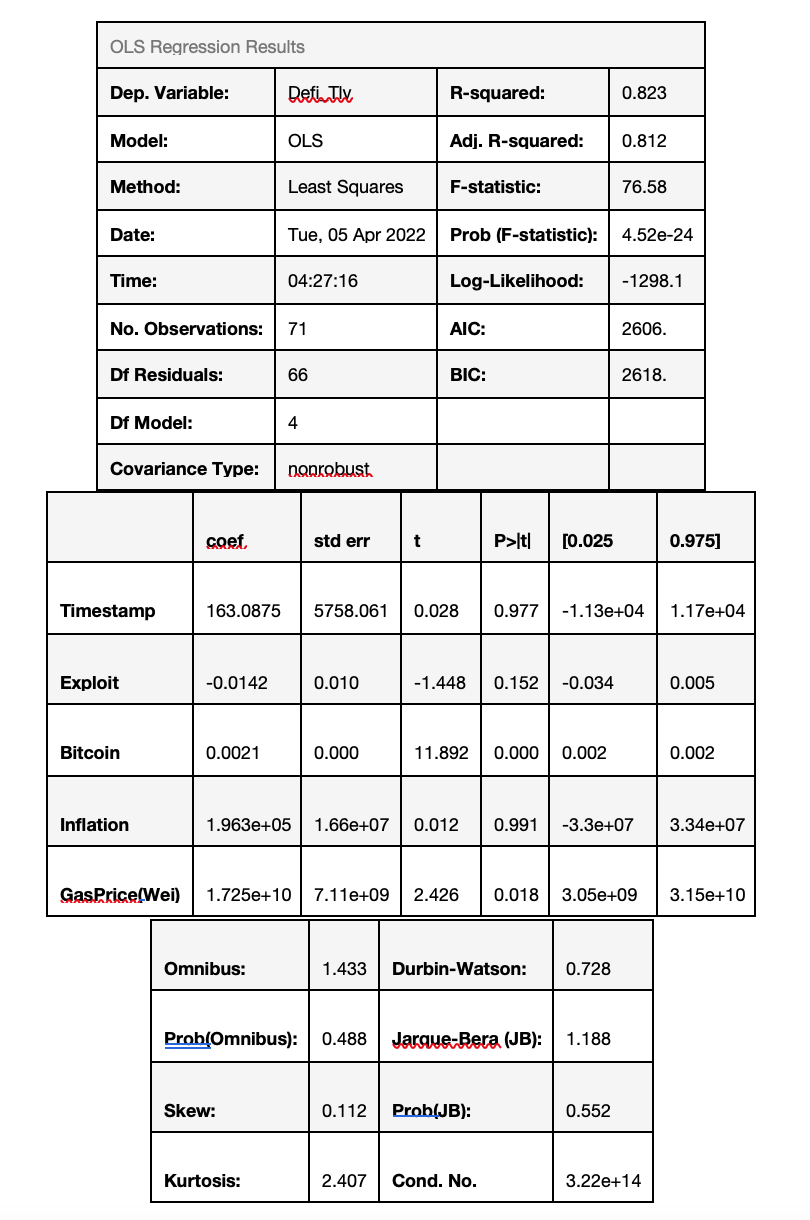 OLS Regression Results
Dep. Variable: Defi_Tlv R-squared: 0.823
Model: OLS Adj. R-squared: 0.812
Method: Least Squares F-statistic: 76.58
Date: Tue, 05 Apr 2022 Prob (F-statistic): 4.52e-24
Time: 04:27:16 Log-Likelihood: -1298.1
No. Observations: 71 AIC: 2606.
Df Residuals: 66 BIC: 2618.
Df Model: 4
Covariance Type: nonrobust
coef std err t P>|t| [0.025 0.975]
Timestamp 163.0875 5758.061 0.028 0.977 -1.13e+04 1.17e+04
Exploit -0.0142 0.010 -1.448 0.152 -0.034 0.005
Bitcoin 0.0021 0.000 11.892 0.000 0.002 0.002
Inflation 1.963e+05 1.66e+07 0.012 0.991 -3.3e+07 3.34e+07
GasPrice(Wei) 1.725e+10 7.11e+09 2.426 0.018 3.05e+09 3.15e+10
Omnibus: 1.433 Durbin-Watson: 0.728
Prob(Omnibus): 0.488 Jarque-Bera (JB): 1.188
Skew: 0.112 Prob(JB): 0.552
Kurtosis: 2.407 Cond. No. 3.22e+14